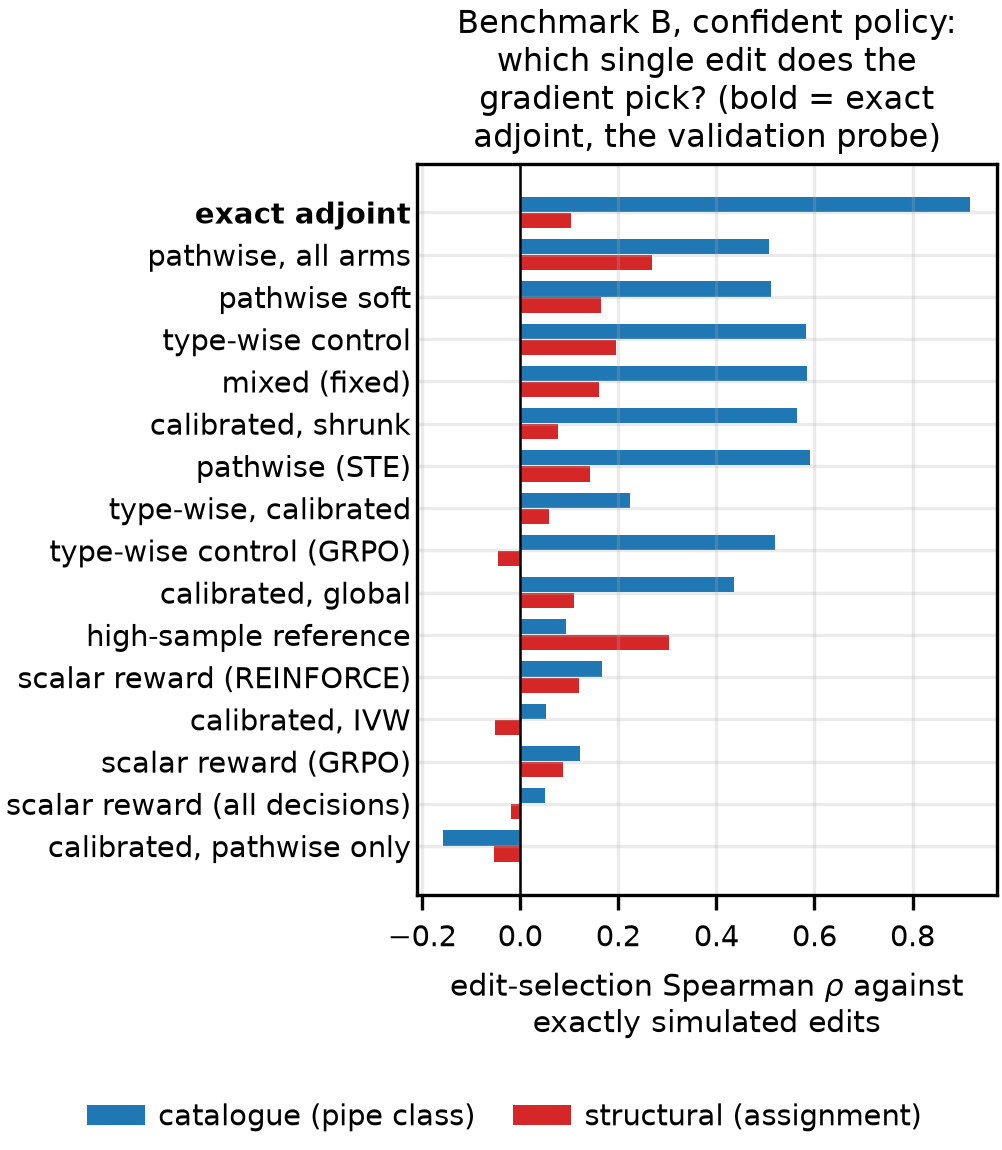 Benchmark B, confident policy:
which single edit does the
gradient pick? (bold = exact
adjoint, the validation probe)
exact adjoint
pathwise, all arms
pathwise soft
type-wise control
mixed (fixed)
calibrated, shrunk
pathwise (STE)
type-wise, calibrated
type-wise control (GRPO)
calibrated, global
high-sample reference
scalar reward (REINFORCE)
calibrated, IVW
scalar reward (GRPO)
scalar reward (all decisions)
calibrated, pathwise only
−0.2 0.0 0.2 0.4 0.6 0.8
edit-selection Spearman ρ against
exactly simulated edits
catalogue (pipe class) structural (assignment)